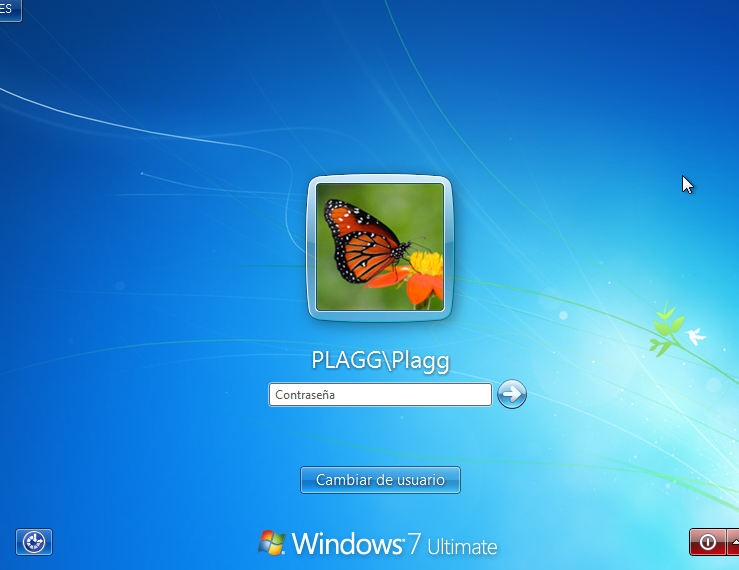 ES
PLAGG\Plagg
Contraseña
Cambiar de usuario
Windows 7 Ultimate